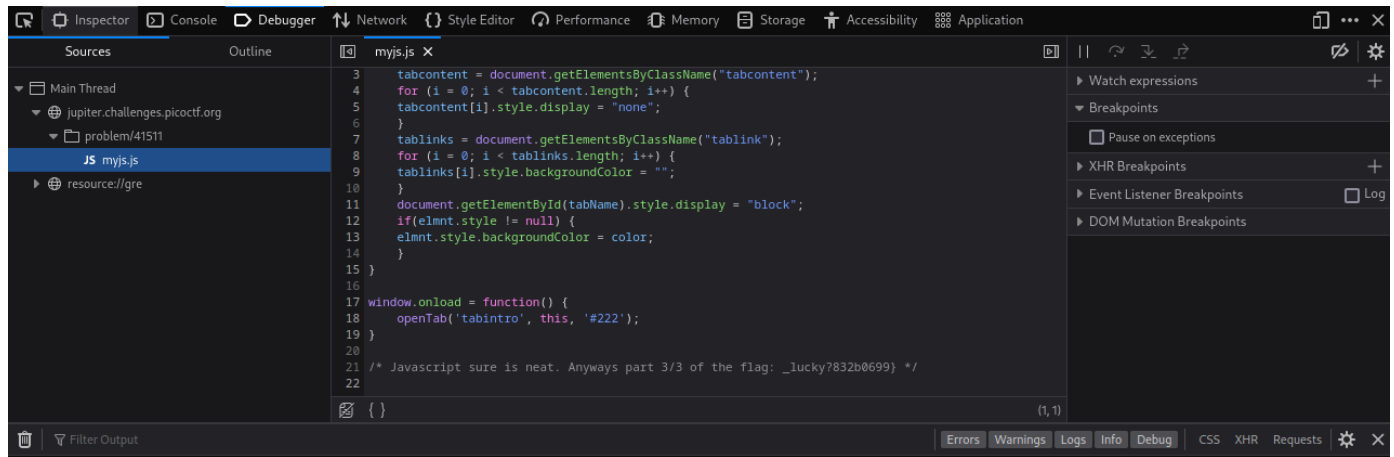 Inspector Console Debugger Network {} Style Editor Performance Memory Storage Accessibility Application
Sources Outline myjs.js
Main Thread
jupiter.challenges.picoctf.org
problem/41511
JS myjs.js
resource://gre
3 tabcontent = document.getElementsByClassName("tabcontent");
4 for (i = 0; i < tabcontent.length; i++) {
5 tabcontent[i].style.display = "none";
6 }
7 tablinks = document.getElementsByClassName("tablink");
8 for (i = 0; i < tablinks.length; i++) {
9 tablinks[i].style.backgroundColor = "";
10 }
11 document.getElementById(tabName).style.display = "block";
12 if(elmnt.style != null) {
13 elmnt.style.backgroundColor = color;
14 }
15 }
16
17 window.onload = function() {
18 openTab('tabintro', this, '#222');
19 }
20
21 /* Javascript sure is neat. Anyways part 3/3 of the flag: _lucky?832b0699} */
22
{ } (1, 1)
Watch expressions
Breakpoints
Pause on exceptions
XHR Breakpoints
Event Listener Breakpoints Log
DOM Mutation Breakpoints
Filter Output Errors Warnings Logs Info Debug CSS XHR Requests